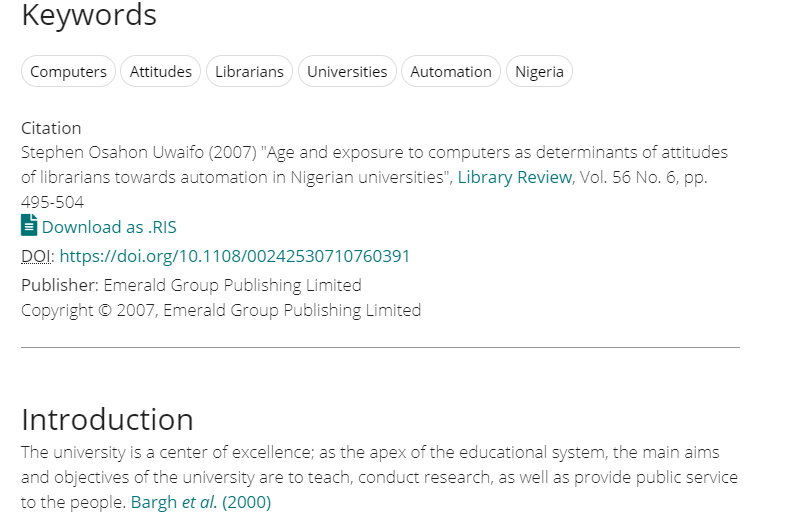 Keywords
Computers Attitudes Librarians Universities Automation Nigeria
Citation
Stephen Osahon Uwaifo (2007) "Age and exposure to computers as determinants of attitudes
of librarians towards automation in Nigerian universities", Library Review, Vol. 56 No. 6, pp.
495-504
Download as .RIS
DOI: https://doi.org/10.1108/00242530710760391
Publisher: Emerald Group Publishing Limited
Copyright © 2007, Emerald Group Publishing Limited
Introduction
The university is a center of excellence; as the apex of the educational system, the main aims
and objectives of the university are to teach, conduct research, as well as provide public service
to the people. Bargh et al. (2000)